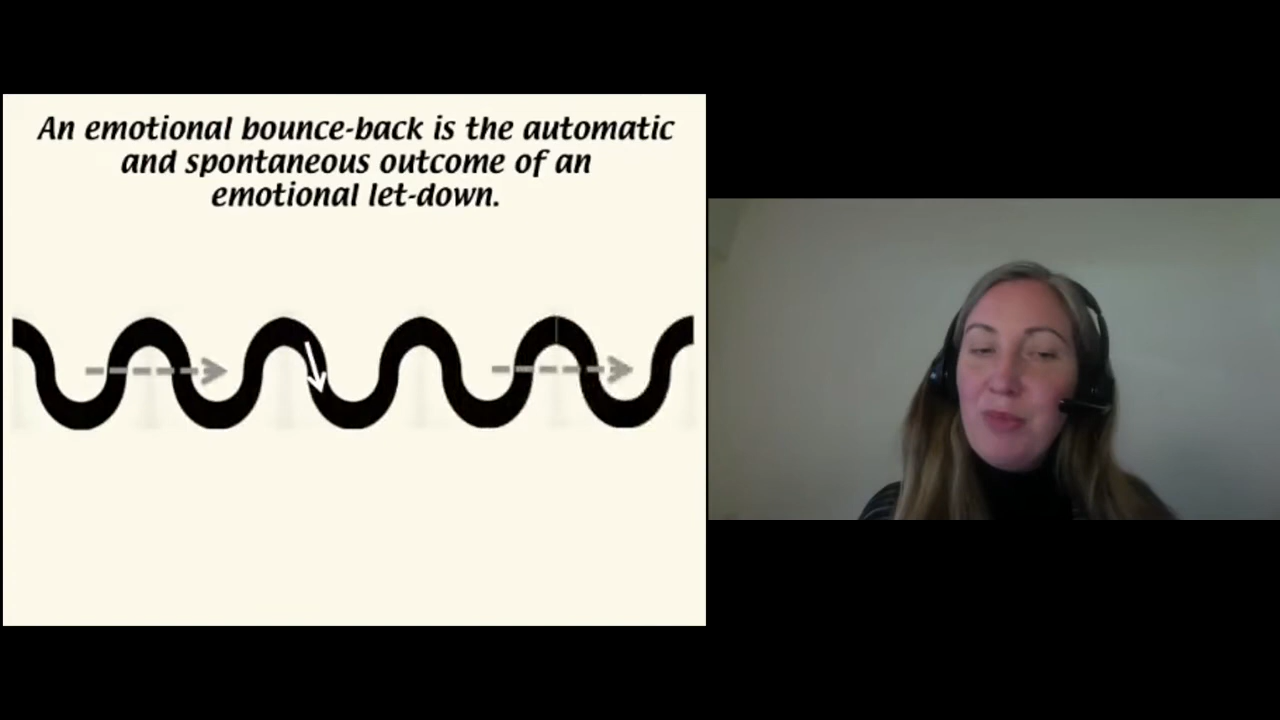 An emotional bounce-back is the automatic
and spontaneous outcome of an
emotional let-down.